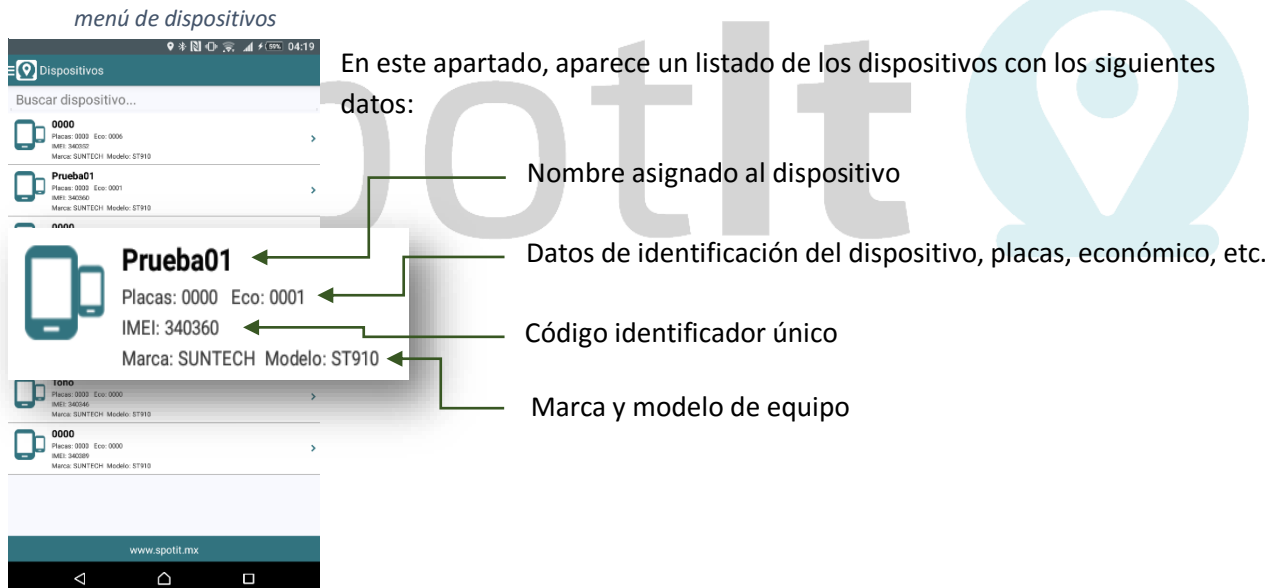 menú de dispositivos
59% 04:19
Dispositivos
Buscar dispositivo...
0000
Placas: 0000 Eco: 0006
IMEI: 340352
Marca: SUNTECH Modelo: ST910
Prueba01
Placas: 0000 Eco: 0001
IMEI: 340360
Marca: SUNTECH Modelo: ST910
0000
Prueba01
Placas: 0000 Eco: 0001
IMEI: 340360
Marca: SUNTECH Modelo: ST910
Toño
Placas: 0000 Eco: 0000
IMEI: 340346
Marca: SUNTECH Modelo: ST910
0000
Placas: 0000 Eco: 0000
IMEI: 340389
Marca: SUNTECH Modelo: ST910
www.spotit.mx
En este apartado, aparece un listado de los dispositivos con los siguientes
datos:
Nombre asignado al dispositivo
Datos de identificación del dispositivo, placas, económico, etc.
Código identificador único
Marca y modelo de equipo
potIt